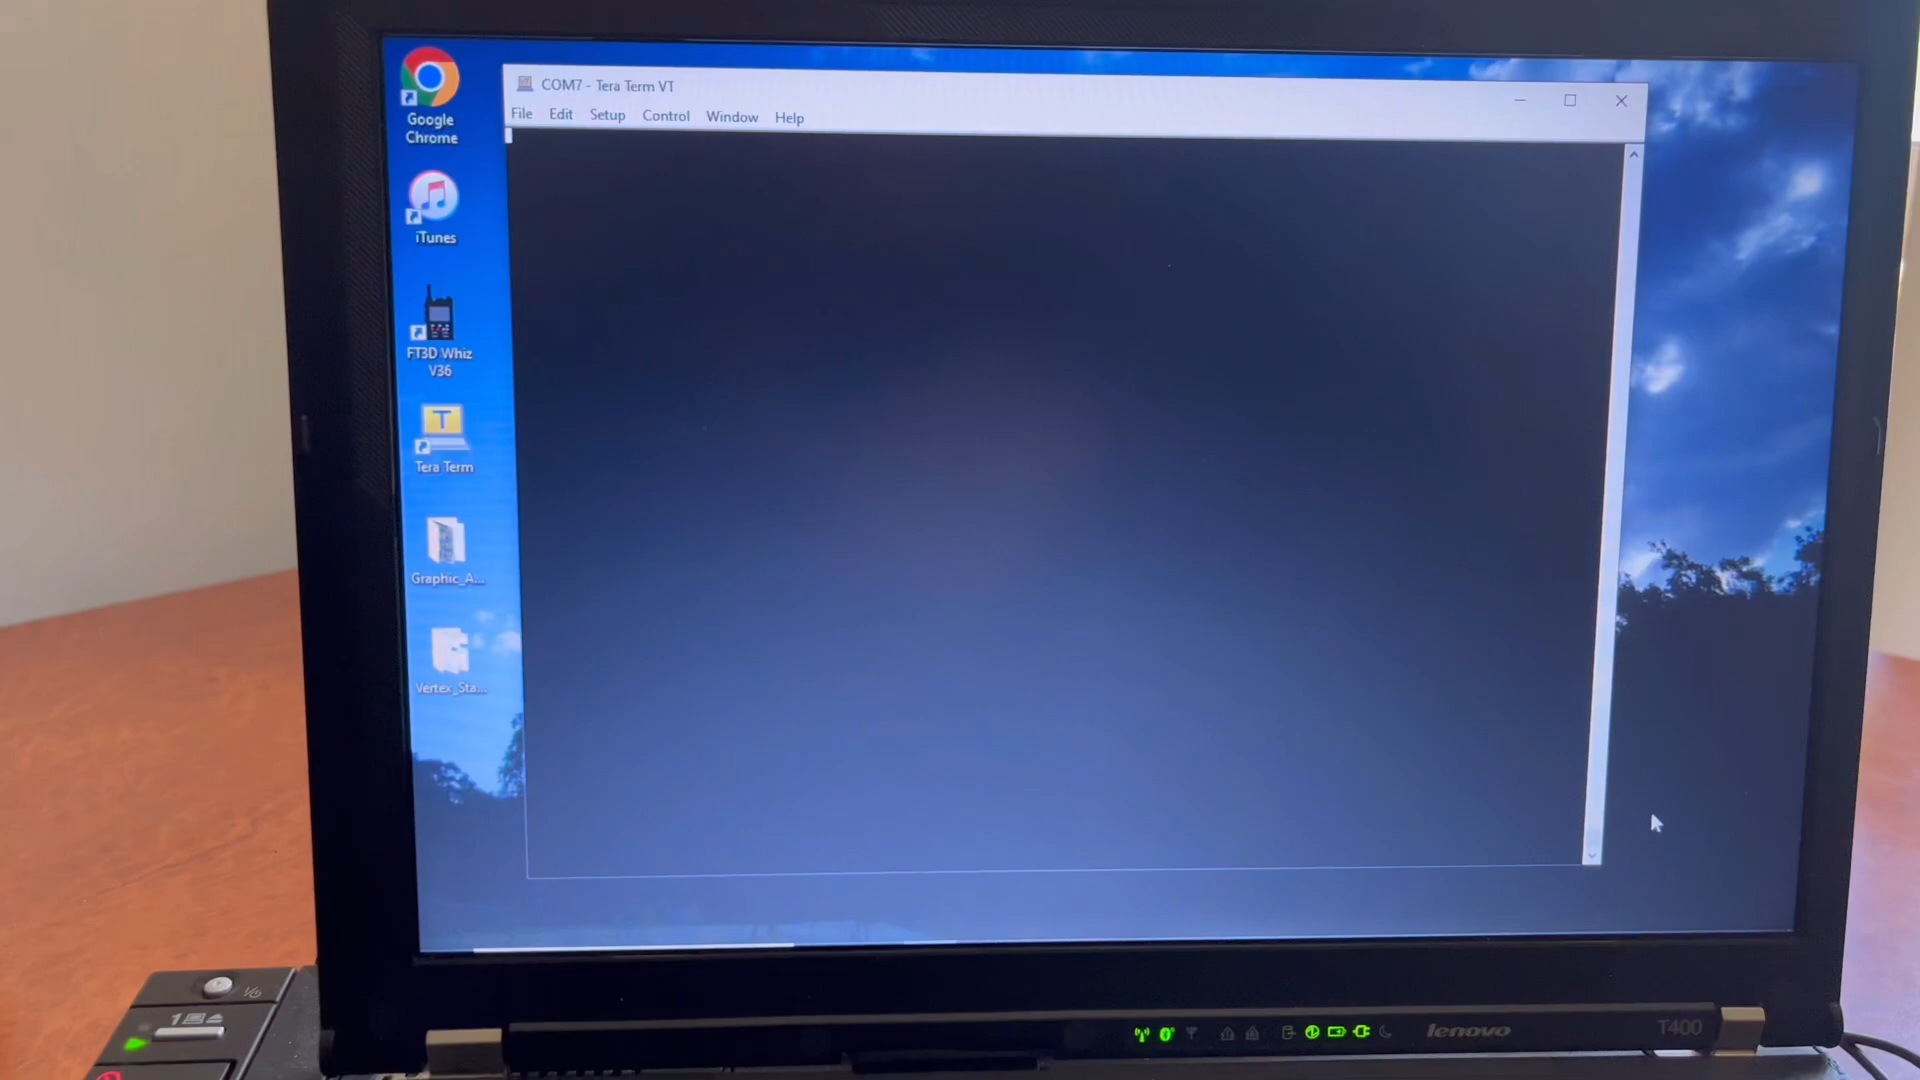 COM7 - Tera Term VT
File Edit Setup Control Window Help
Google
Chrome
iTunes
FT3D Whiz
V36
Tera Term
Graphic_A...
Vertex_Sta...
lenovo
T400
1